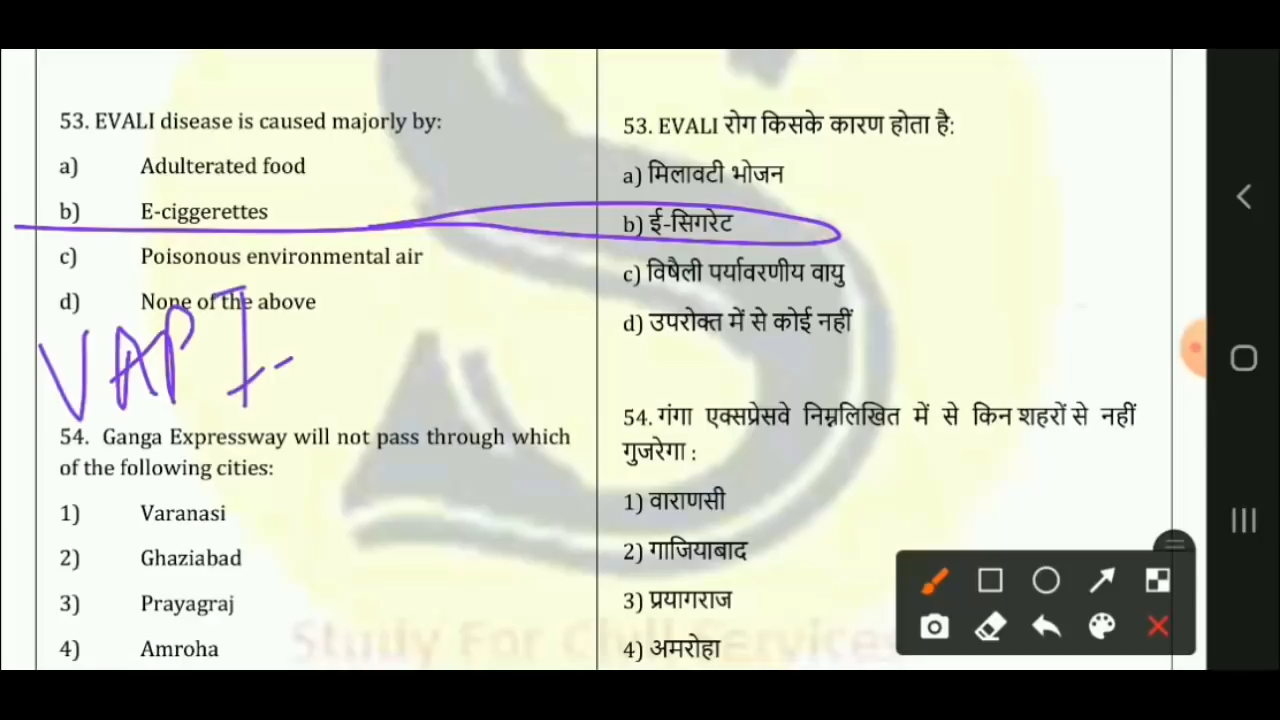 53. EVALI disease is caused majorly by:
a) Adulterated food
b) E-ciggerettes
c) Poisonous environmental air
d) None of the above
VAPI
54. Ganga Expressway will not pass through which
of the following cities:
1) Varanasi
2) Ghaziabad
3) Prayagraj
4) Amroha
53. EVALI रोग किसके कारण होता है:
a) मिलावटी भोजन
b) ई-सिगरेट
c) विषैली पर्यावरणीय वायु
d) उपरोक्त में से कोई नहीं
54. गंगा एक्सप्रेसवे निम्नलिखित में से किन शहरों से नहीं
गुजरेगा :
1) वाराणसी
2) गाजियाबाद
3) प्रयागराज
4) अमरोहा
Study For Civil Services